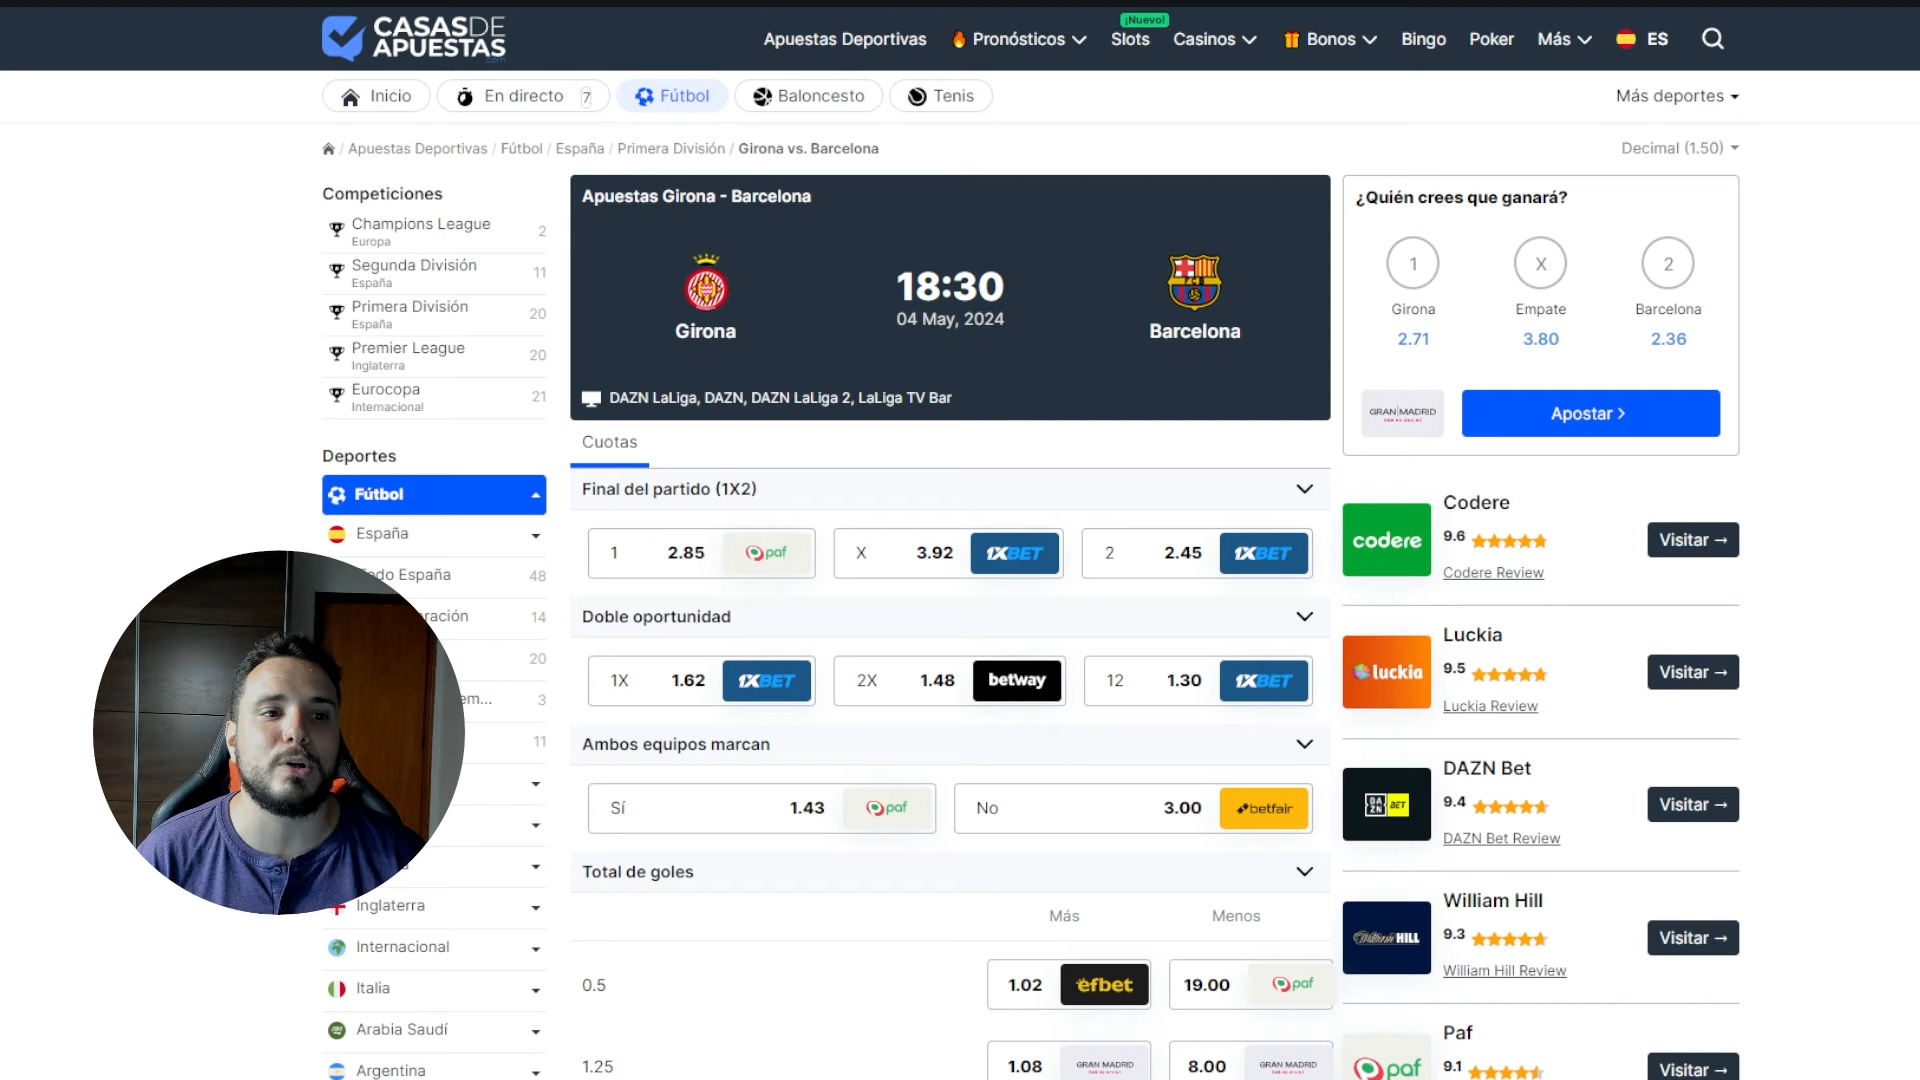 CASASDE
APUESTAS
.com
Apuestas Deportivas
Pronósticos
¡Nuevo!
Slots
Casinos
Bonos
Bingo
Poker
Más
ES
Inicio
En directo 7
Fútbol
Baloncesto
Tenis
/ Apuestas Deportivas / Fútbol / España / Primera División / Girona vs. Barcelona
Decimal (1.50)
Competiciones
Champions League 2
Europa
Segunda División 11
España
Primera División 20
España
Premier League 20
Inglaterra
Eurocopa 21
Internacional
Deportes
Fútbol
España
odo España 48
ración 14
20
em... 3
11
Inglaterra
Internacional
Italia
Arabia Saudí
Argentina
Apuestas Girona - Barcelona
18:30
04 May, 2024
Girona
Barcelona
DAZN LaLiga, DAZN, DAZN LaLiga 2, LaLiga TV Bar
Cuotas
Final del partido (1X2)
1 2.85 paf
X 3.92 1XBET
2 2.45 1XBET
Doble oportunidad
1X 1.62 1XBET
2X 1.48 betway
12 1.30 1XBET
Ambos equipos marcan
Sí 1.43 paf
No 3.00 betfair
Total de goles
Más Menos
0.5 1.02 efbet 19.00 paf
1.25 1.08 GRAN MADRID 8.00 GRAN MADRID
¿Quién crees que ganará?
1 X 2
Girona Empate Barcelona
2.71 3.80 2.36
GRAN MADRID
Apostar >
codere
Codere
9.6
Codere Review
Visitar →
luckia
Luckia
9.5
Luckia Review
Visitar →
DAZN BET
DAZN Bet
9.4
DAZN Bet Review
Visitar →
William HILL
William Hill
9.3
William Hill Review
Visitar →
paf
Paf
9.1
Visitar →